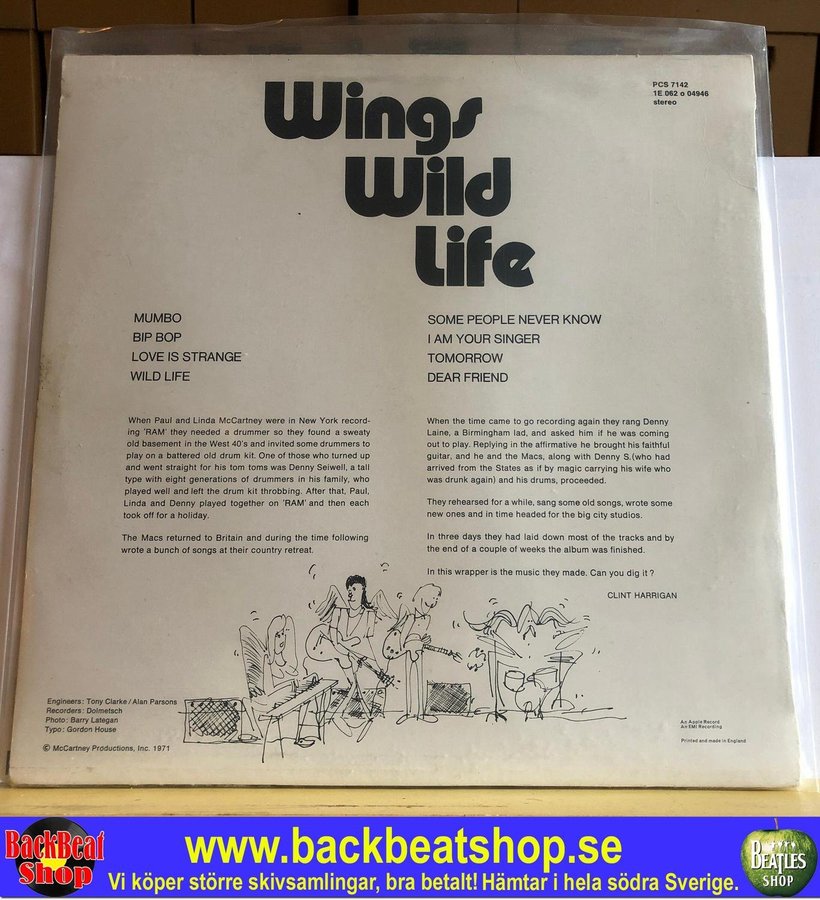 Wings
Wild
Life
PCS 7142
1E 062 o 04946
stereo
MUMBO
BIP BOP
LOVE IS STRANGE
WILD LIFE
SOME PEOPLE NEVER KNOW
I AM YOUR SINGER
TOMORROW
DEAR FRIEND
When Paul and Linda McCartney were in New York record-
ing 'RAM' they needed a drummer so they found a sweaty
old basement in the West 40's and invited some drummers to
play on a battered old drum kit. One of those who turned up
and went straight for his tom toms was Denny Seiwell, a tall
type with eight generations of drummers in his family, who
played well and left the drum kit throbbing. After that, Paul,
Linda and Denny played together on 'RAM' and then each
took off for a holiday.
The Macs returned to Britain and during the time following
wrote a bunch of songs at their country retreat.
When the time came to go recording again they rang Denny
Laine, a Birmingham lad, and asked him if he was coming
out to play. Replying in the affirmative he brought his faithful
guitar, and he and the Macs, along with Denny S.(who had
arrived from the States as if by magic carrying his wife who
was drunk again) and his drums, proceeded.
They rehearsed for a while, sang some old songs, wrote some
new ones and in time headed for the big city studios.
In three days they had laid down most of the tracks and by
the end of a couple of weeks the album was finished.
In this wrapper is the music they made. Can you dig it ?
CLINT HARRIGAN
Engineers: Tony Clarke / Alan Parsons
Recorders: Dolmetsch
Photo: Barry Lategan
Typo: Gordon House
© McCartney Productions, Inc. 1971
An Apple Record
An EMI Recording
Printed and made in England
BackBeat
Shop
www.backbeatshop.se
Vi köper större skivsamlingar, bra betalt! Hämtar i hela södra Sverige.
BEATLES
SHOP